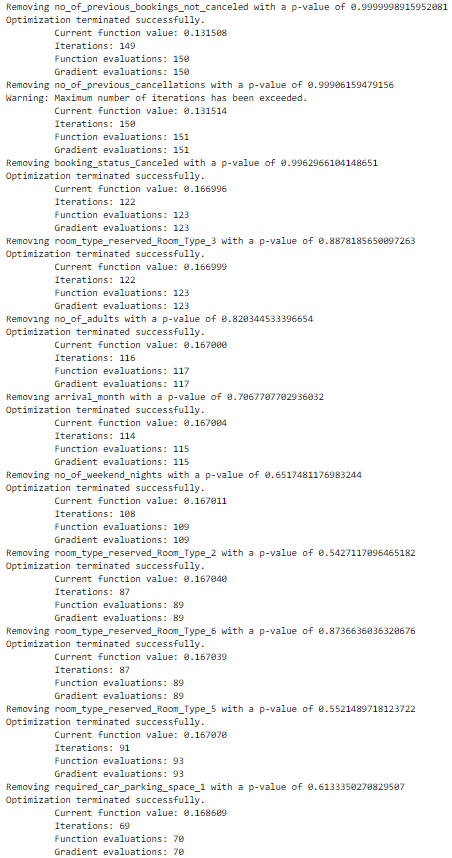 Removing no_of_previous_bookings_not_canceled with a p-value of 0.9999998915952081
Optimization terminated successfully.
Current function value: 0.131508
Iterations: 149
Function evaluations: 150
Gradient evaluations: 150
Removing no_of_previous_cancellations with a p-value of 0.99906159479156
Warning: Maximum number of iterations has been exceeded.
Current function value: 0.131514
Iterations: 150
Function evaluations: 151
Gradient evaluations: 151
Removing booking_status_Canceled with a p-value of 0.9962966104148651
Optimization terminated successfully.
Current function value: 0.166996
Iterations: 122
Function evaluations: 123
Gradient evaluations: 123
Removing room_type_reserved_Room_Type_3 with a p-value of 0.8878185650097263
Optimization terminated successfully.
Current function value: 0.166999
Iterations: 122
Function evaluations: 123
Gradient evaluations: 123
Removing no_of_adults with a p-value of 0.820344533396654
Optimization terminated successfully.
Current function value: 0.167000
Iterations: 116
Function evaluations: 117
Gradient evaluations: 117
Removing arrival_month with a p-value of 0.7067707702936032
Optimization terminated successfully.
Current function value: 0.167004
Iterations: 114
Function evaluations: 115
Gradient evaluations: 115
Removing no_of_weekend_nights with a p-value of 0.6517481176983244
Optimization terminated successfully.
Current function value: 0.167011
Iterations: 108
Function evaluations: 109
Gradient evaluations: 109
Removing room_type_reserved_Room_Type_2 with a p-value of 0.5427117096465182
Optimization terminated successfully.
Current function value: 0.167040
Iterations: 87
Function evaluations: 89
Gradient evaluations: 89
Removing room_type_reserved_Room_Type_6 with a p-value of 0.8736636036320676
Optimization terminated successfully.
Current function value: 0.167039
Iterations: 87
Function evaluations: 89
Gradient evaluations: 89
Removing room_type_reserved_Room_Type_5 with a p-value of 0.5521489718123722
Optimization terminated successfully.
Current function value: 0.167070
Iterations: 91
Function evaluations: 93
Gradient evaluations: 93
Removing required_car_parking_space_1 with a p-value of 0.6133350270829507
Optimization terminated successfully.
Current function value: 0.168609
Iterations: 69
Function evaluations: 70
Gradient evaluations: 70